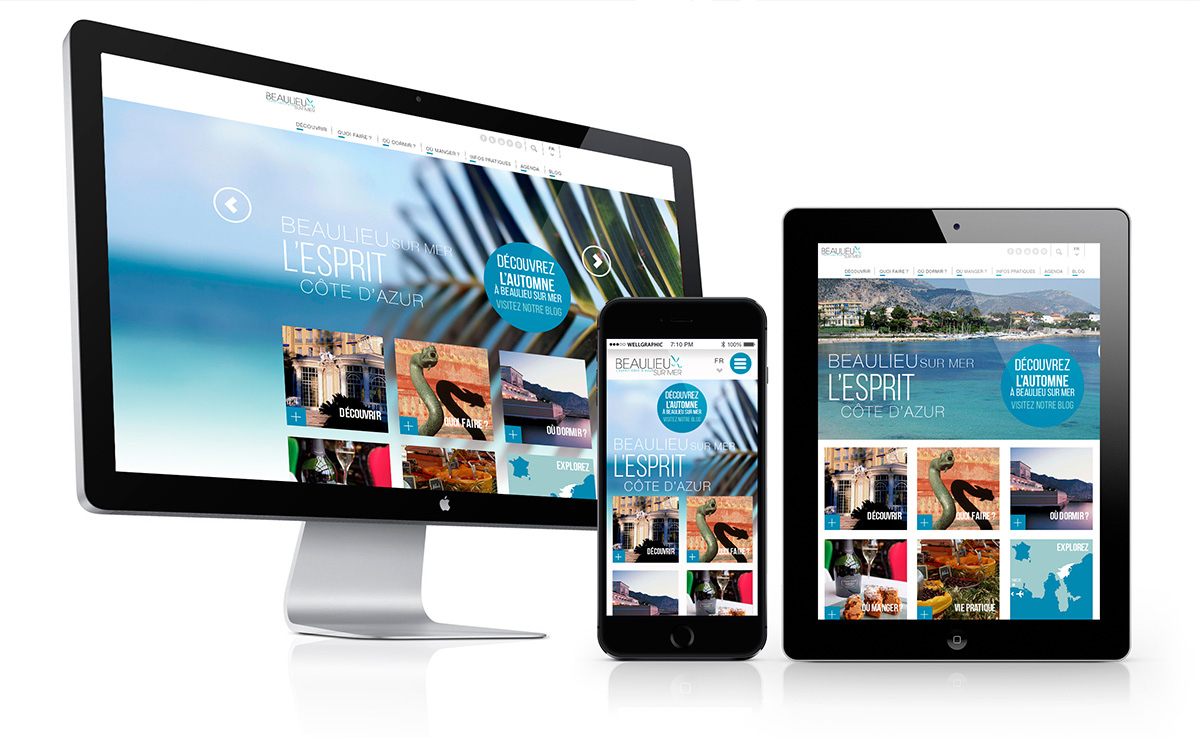 BEAULIEU
SUR MER
DÉCOUVRIR
QUOI FAIRE ?
OÙ DORMIR ?
OÙ MANGER ?
INFOS PRATIQUES
AGENDA
BLOG
FR
BEAULIEU SUR MER
L'ESPRIT
CÔTE D'AZUR
DÉCOUVREZ
L'AUTOMNE
À BEAULIEU SUR MER
VISITEZ NOTRE BLOG
DÉCOUVRIR
QUOI FAIRE ?
OÙ DORMIR ?
EXPLOREZ
WELLGRAPHIC
7:10 PM
100%
BEAULIEU
SUR MER
FR
DÉCOUVREZ
L'AUTOMNE
À BEAULIEU SUR MER
VISITEZ NOTRE BLOG
BEAULIEU SUR MER
L'ESPRIT
CÔTE D'AZUR
DÉCOUVRIR
QUOI FAIRE ?
BEAULIEU
SUR MER
FR
DÉCOUVRIR
QUOI FAIRE ?
OÙ DORMIR ?
OÙ MANGER ?
INFOS PRATIQUES
AGENDA
BLOG
BEAULIEU SUR MER
L'ESPRIT
CÔTE D'AZUR
DÉCOUVREZ
L'AUTOMNE
À BEAULIEU SUR MER
VISITEZ NOTRE BLOG
DÉCOUVRIR
QUOI FAIRE ?
OÙ DORMIR ?
OÙ MANGER ?
VIE PRATIQUE
EXPLOREZ
NICE